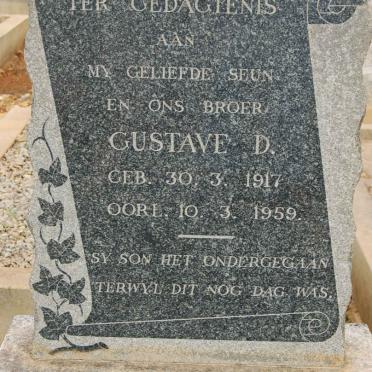 TER GEDAGTENIS
AAN
MY GELIEFDE SEUN
EN ONS BROER
GUSTAVE D.
GEB. 30. 3. 1917
OORL. 10. 3. 1959.
SY SON HET ONDERGEGAAN
TERWYL DIT NOG DAG WAS.